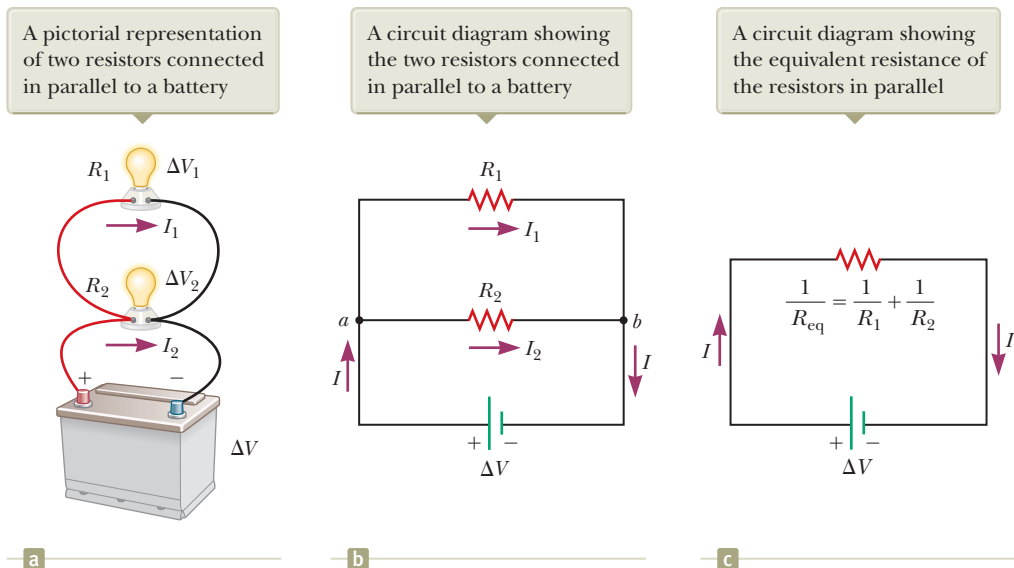 A pictorial representation
of two resistors connected
in parallel to a battery
R₁
ΔV₁
I₁
R₂
ΔV₂
I₂
+
−
ΔV
a
A circuit diagram showing
the two resistors connected
in parallel to a battery
R₁
I₁
R₂
a
b
I₂
I
I
+
−
ΔV
b
A circuit diagram showing
the equivalent resistance of
the resistors in parallel
1/R_eq = 1/R₁ + 1/R₂
I
I
+
−
ΔV
c